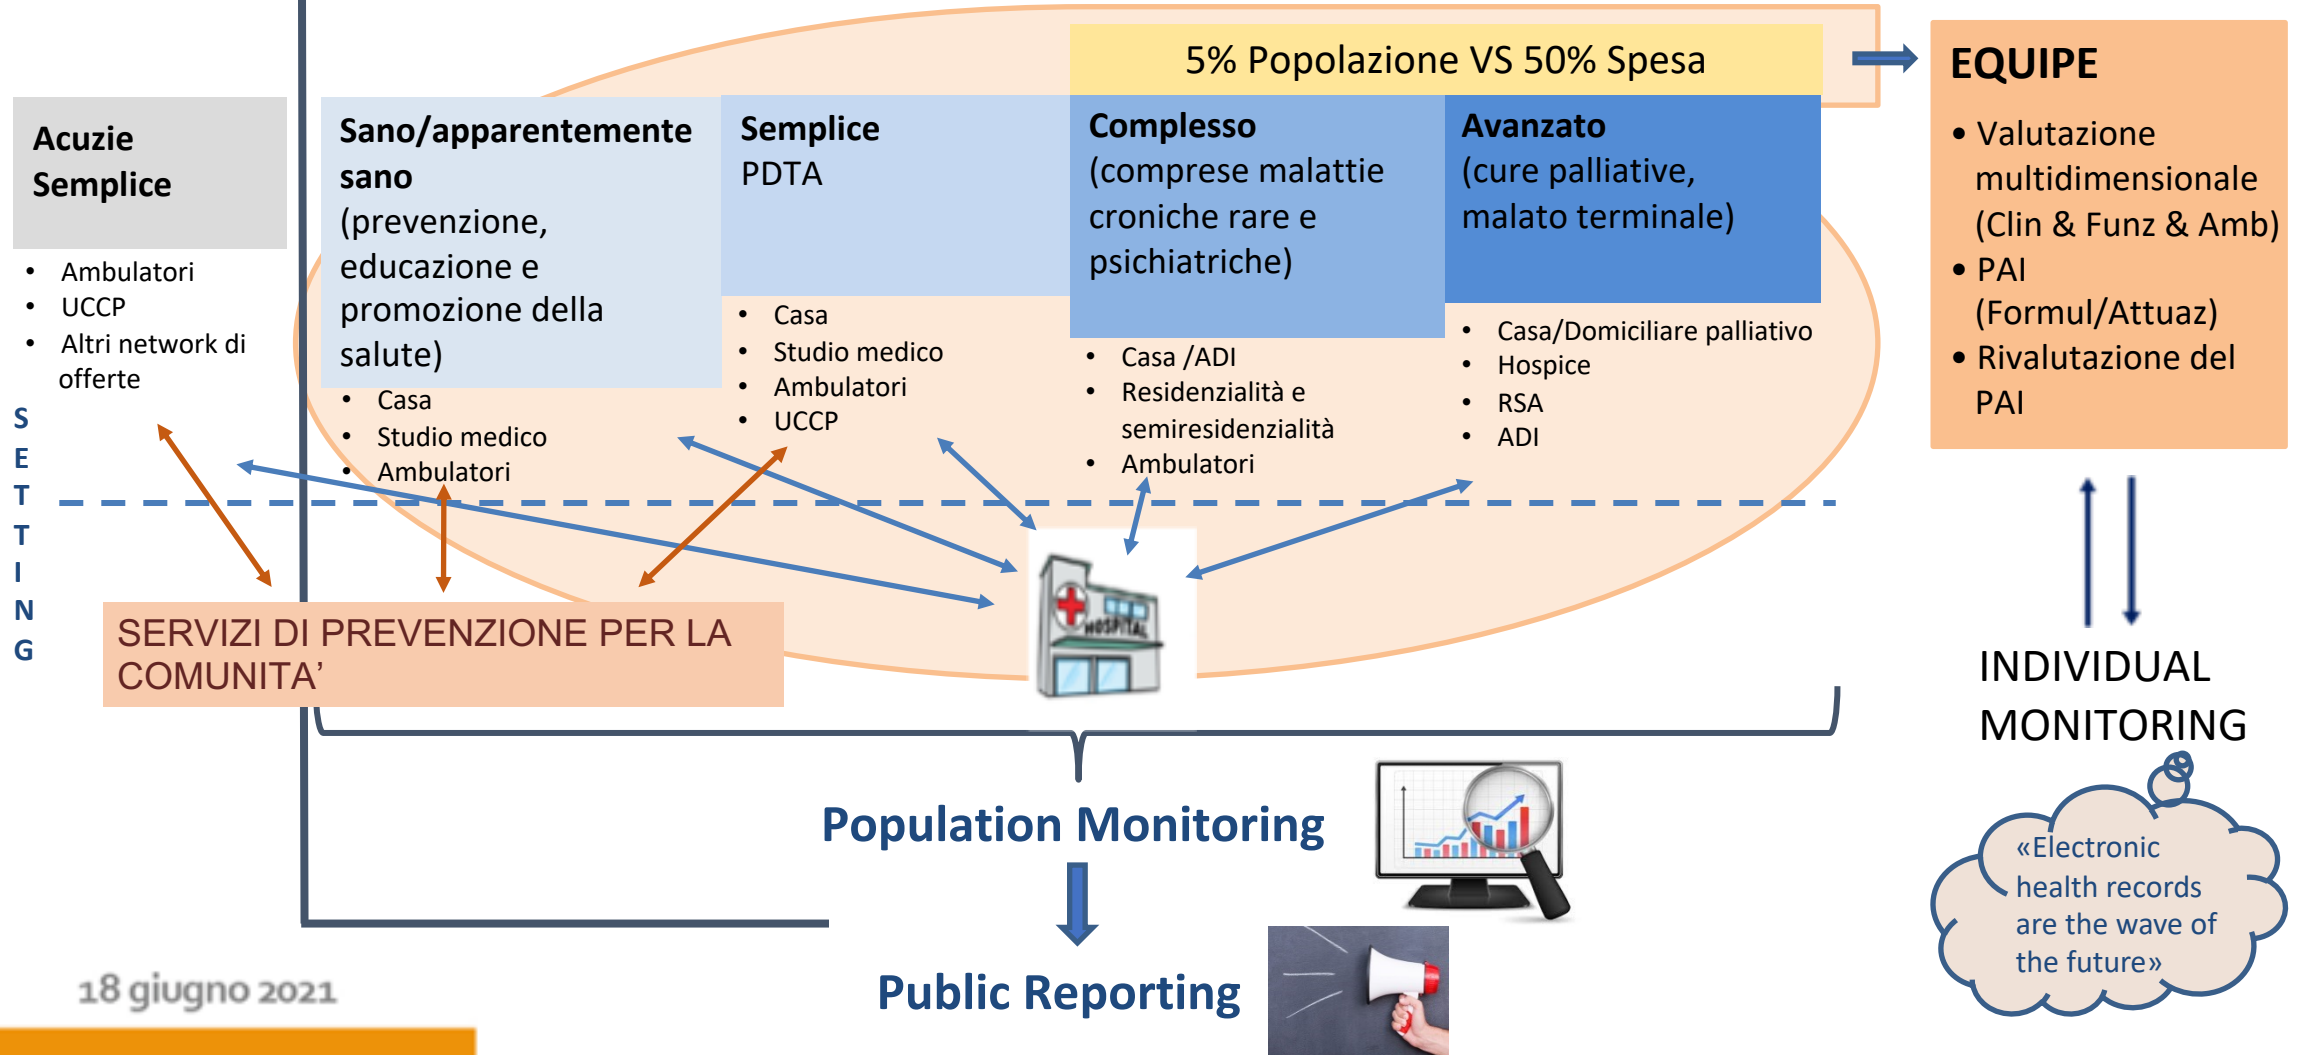 5% Popolazione VS 50% Spesa
Acuzie
Semplice
• Ambulatori
• UCCP
• Altri network di
offerte
Sano/apparentemente
sano
(prevenzione,
educazione e
promozione della
salute)
• Casa
• Studio medico
• Ambulatori
Semplice
PDTA
• Casa
• Studio medico
• Ambulatori
• UCCP
Complesso
(comprese malattie
croniche rare e
psichiatriche)
• Casa /ADI
• Residenzialità e
semiresidenzialità
• Ambulatori
Avanzato
(cure palliative,
malato terminale)
• Casa/Domiciliare palliativo
• Hospice
• RSA
• ADI
EQUIPE
• Valutazione
multidimensionale
(Clin & Funz & Amb)
• PAI
(Formul/Attuaz)
• Rivalutazione del
PAI
SETTING
SERVIZI DI PREVENZIONE PER LA
COMUNITA’
HOSPITAL
INDIVIDUAL
MONITORING
«Electronic
health records
are the wave of
the future»
Population Monitoring
Public Reporting
18 giugno 2021